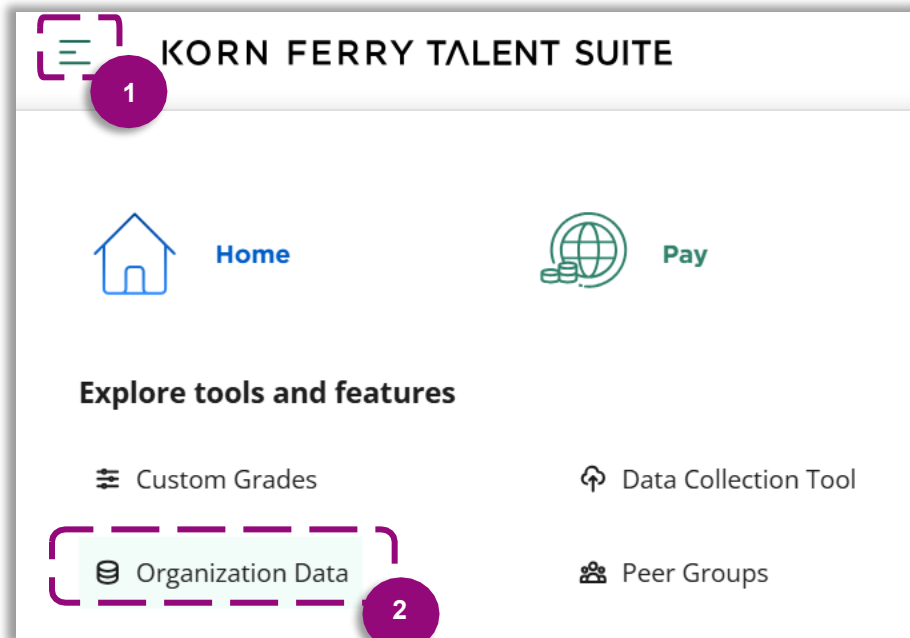 KORN FERRY TALENT SUITE
1
Home
Pay
Explore tools and features
Custom Grades
Data Collection Tool
Organization Data
Peer Groups
2